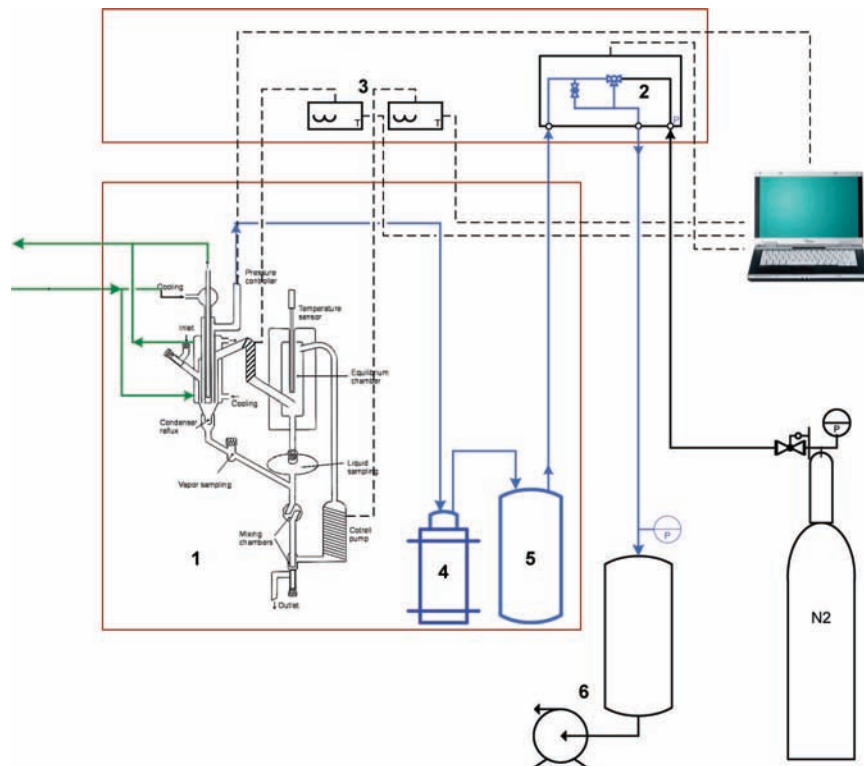 3
T
T
2
P
Pressure
controller
Cooling
Temperature
sensor
Inlet
Equilibrium
chamber
Cooling
Condenser
reflux
P
Liquid
sampling
Vapor sampling
Mixing
chambers
Cotrell
pump
1
4
5
P
Outlet
N2
6